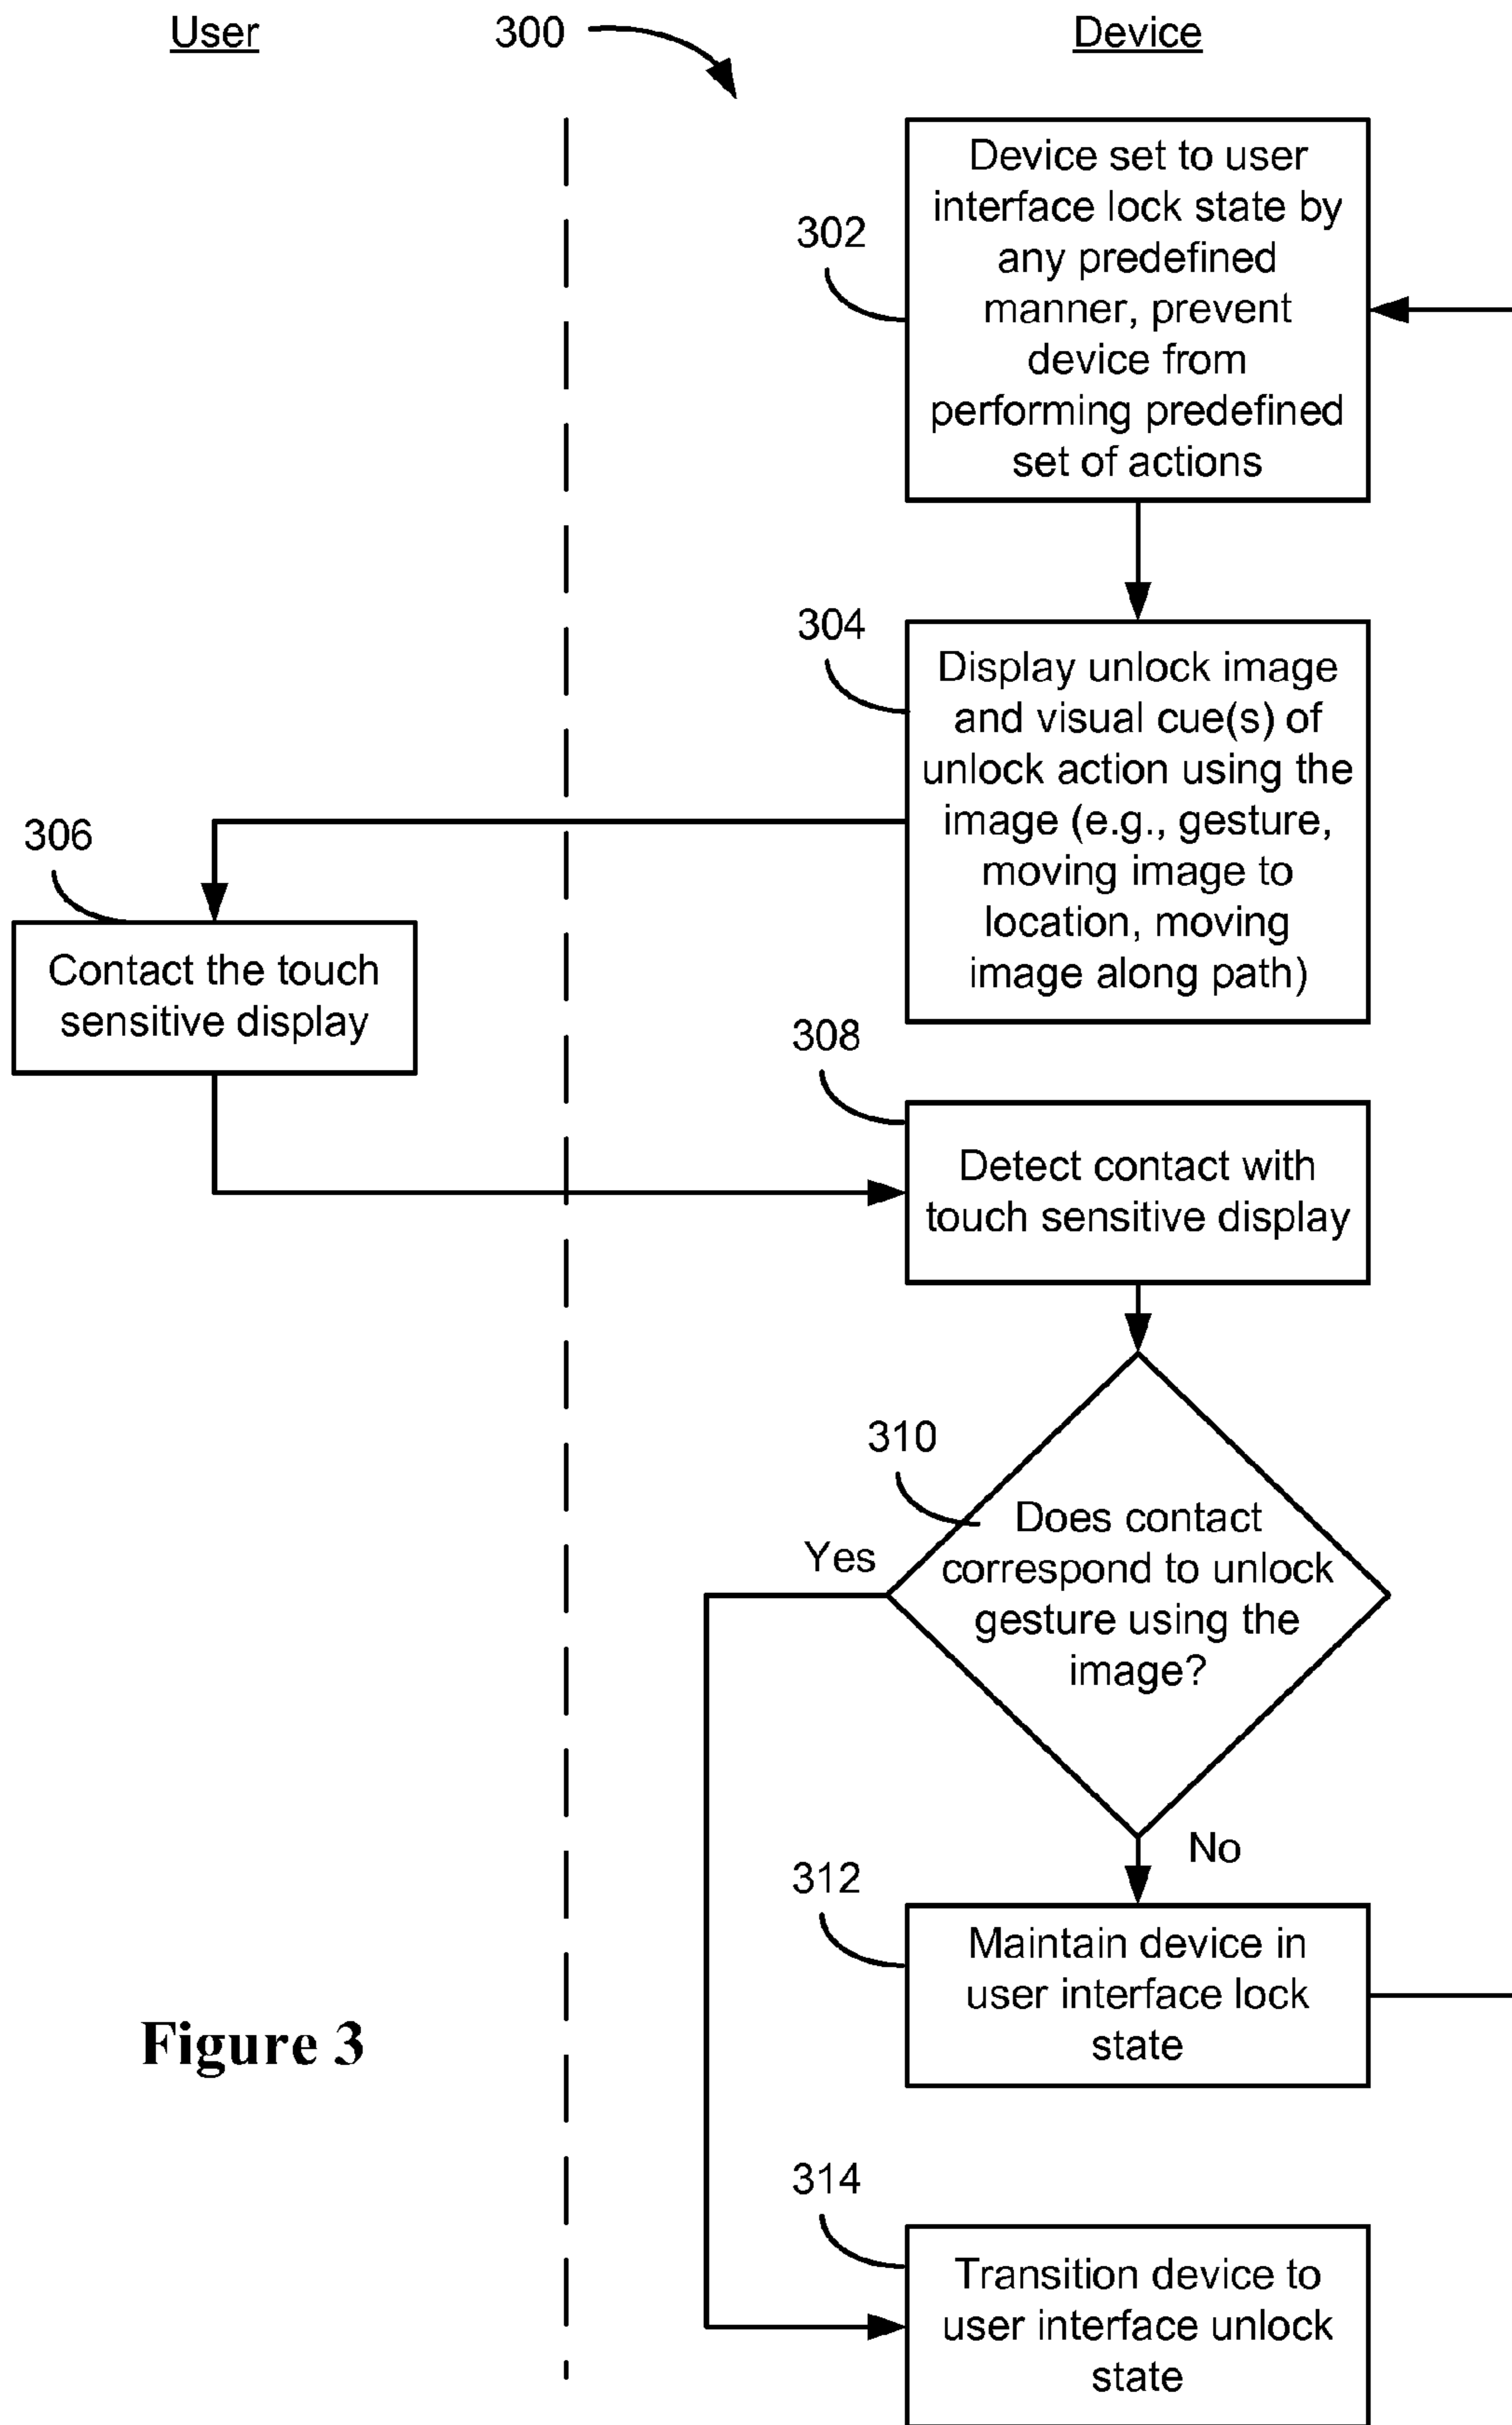 User
300
Device
302
Device set to user
interface lock state by
any predefined
manner, prevent
device from
performing predefined
set of actions
304
Display unlock image
and visual cue(s) of
unlock action using the
image (e.g., gesture,
moving image to
location, moving
image along path)
306
Contact the touch
sensitive display
308
Detect contact with
touch sensitive display
310
Does contact
correspond to unlock
gesture using the
image?
Yes
No
312
Maintain device in
user interface lock
state
Figure 3
314
Transition device to
user interface unlock
state